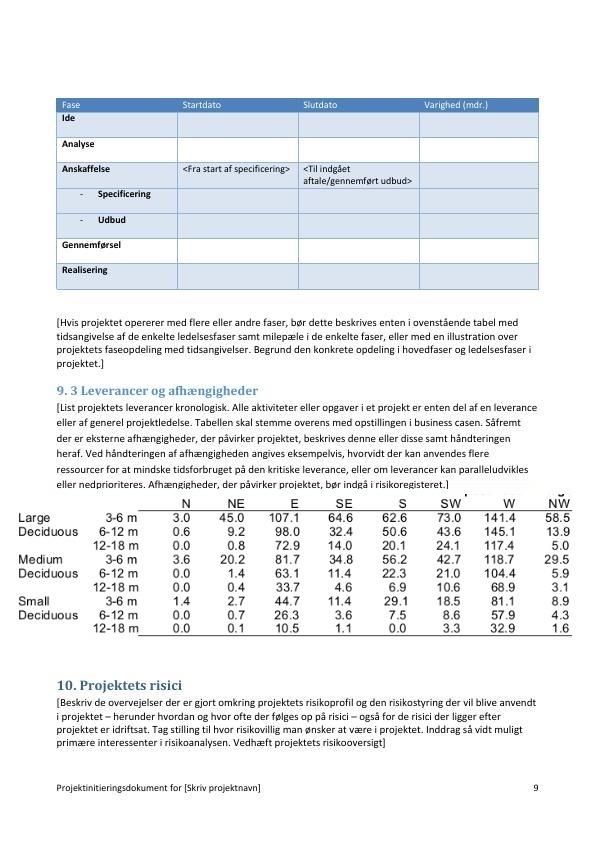 Fase Startdato Slutdato Varighed (mdr.)
Ide
Analyse
Anskaffelse <Fra start af specificering> <Til indgået
aftale/gennemført udbud>
- Specificering
- Udbud
Gennemførsel
Realisering
[Hvis projektet opererer med flere eller andre faser, bør dette beskrives enten i ovenstående tabel med
tidsangivelse af de enkelte ledelsesfaser samt milepæle i de enkelte faser, eller med en illustration over
projektets faseopdeling med tidsangivelser. Begrund den konkrete opdeling i hovedfaser og ledelsesfaser i
projektet.]
9. 3 Leverancer og afhængigheder
[List projektets leverancer kronologisk. Alle aktiviteter eller opgaver i et projekt er enten del af en leverance
eller af generel projektledelse. Tabellen skal stemme overens med opstillingen i business casen. Såfremt
der er eksterne afhængigheder, der påvirker projektet, beskrives denne eller disse samt håndteringen
heraf. Ved håndteringen af afhængigheden angives eksempelvis, hvorvidt der kan anvendes flere
ressourcer for at mindske tidsforbruget på den kritiske leverance, eller om leverancer kan paralleludvikles
eller nedprioriteres. Afhængigheder, der påvirker projektet, bør indgå i risikoregisteret.]
N NE E SE S SW W NW
Large 3-6 m 3.0 45.0 107.1 64.6 62.6 73.0 141.4 58.5
Deciduous 6-12 m 0.6 9.2 98.0 32.4 50.6 43.6 145.1 13.9
12-18 m 0.0 0.8 72.9 14.0 20.1 24.1 117.4 5.0
Medium 3-6 m 3.6 20.2 81.7 34.8 56.2 42.7 118.7 29.5
Deciduous 6-12 m 0.0 1.4 63.1 11.4 22.3 21.0 104.4 5.9
12-18 m 0.0 0.4 33.7 4.6 6.9 10.6 68.9 3.1
Small 3-6 m 1.4 2.7 44.7 11.4 29.1 18.5 81.1 8.9
Deciduous 6-12 m 0.0 0.7 26.3 3.6 7.5 8.6 57.9 4.3
12-18 m 0.0 0.1 10.5 1.1 0.0 3.3 32.9 1.6
10. Projektets risici
[Beskriv de overvejelser der er gjort omkring projektets risikoprofil og den risikostyring der vil blive anvendt
i projektet – herunder hvordan og hvor ofte der følges op på risici – også for de risici der ligger efter
projektet er idriftsat. Tag stilling til hvor risikovillig man ønsker at være i projektet. Inddrag så vidt muligt
primære interessenter i risikoanalysen. Vedhæft projektets risikooversigt]
Projektinitieringsdokument for [Skriv projektnavn] 9